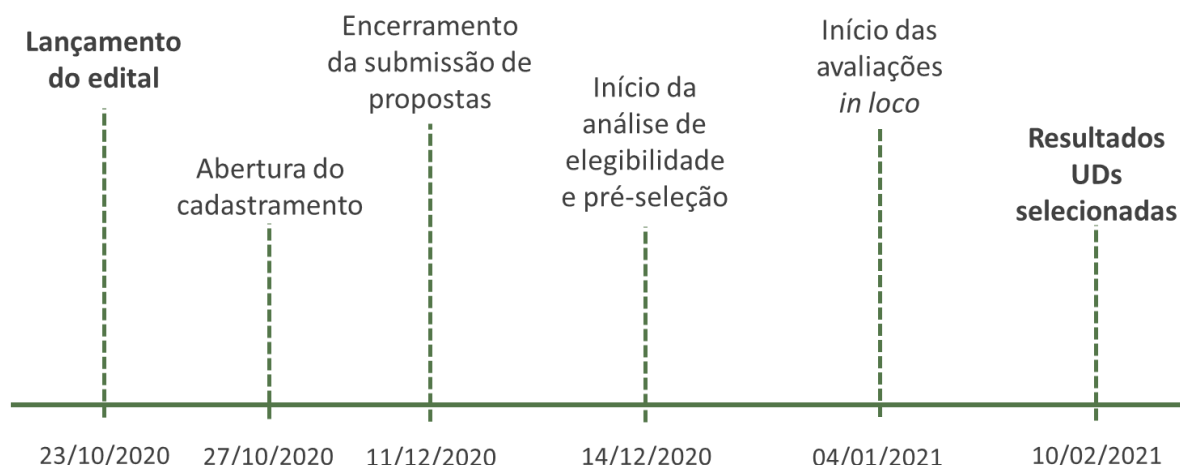 Lançamento
do edital
Abertura do
cadastramento
Encerramento
da submissão de
propostas
Início da
análise de
elegibilidade
e pré-seleção
Início das
avaliações
in loco
Resultados
UDs
selecionadas
23/10/2020
27/10/2020
11/12/2020
14/12/2020
04/01/2021
10/02/2021